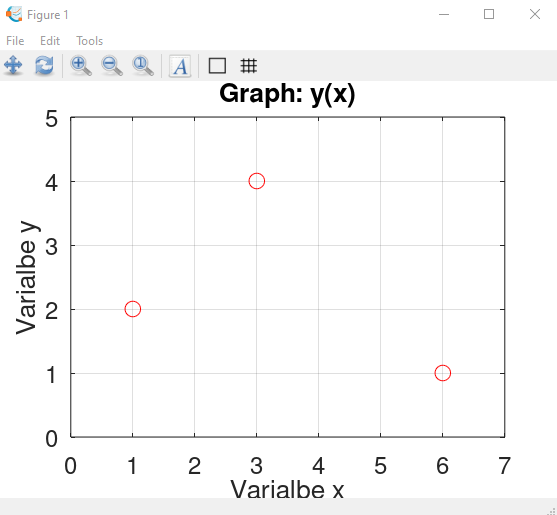 Figure 1
File Edit Tools
Graph: y(x)
5
4
3
2
1
0
Varialbe y
0 1 2 3 4 5 6 7
Varialbe x